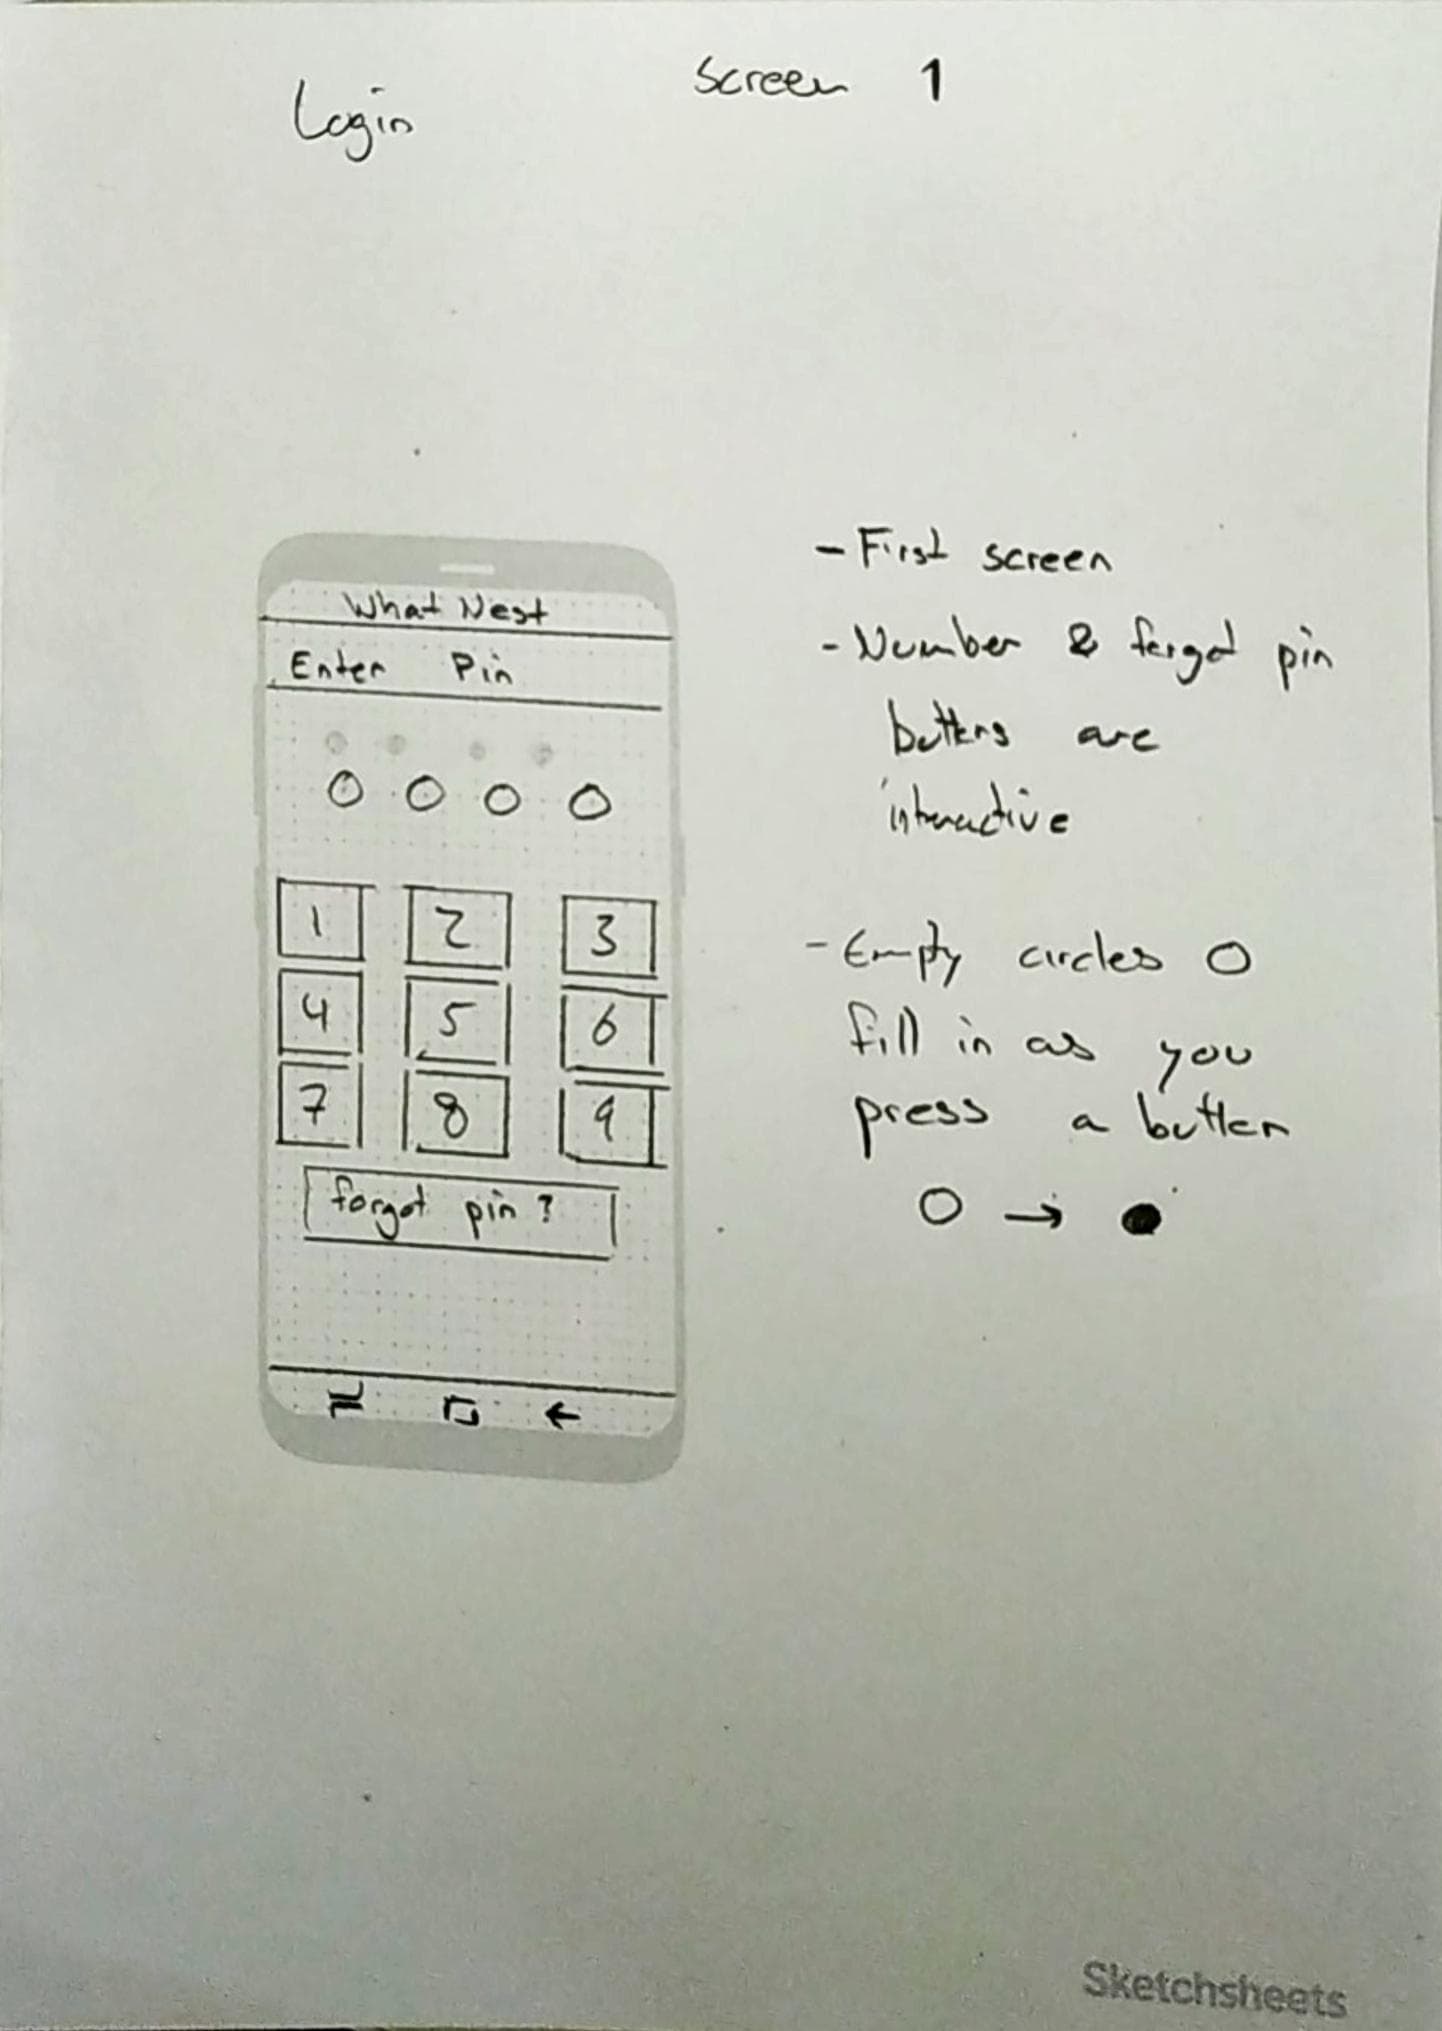 Login
Screen 1
What Nest
Enter Pin
1 2 3
4 5 6
7 8 9
forgot pin?
- First screen
- Number & forgot pin
buttons are
interactive
- Empty circles O
fill in as you
press a button
O → ●
Sketchsheets